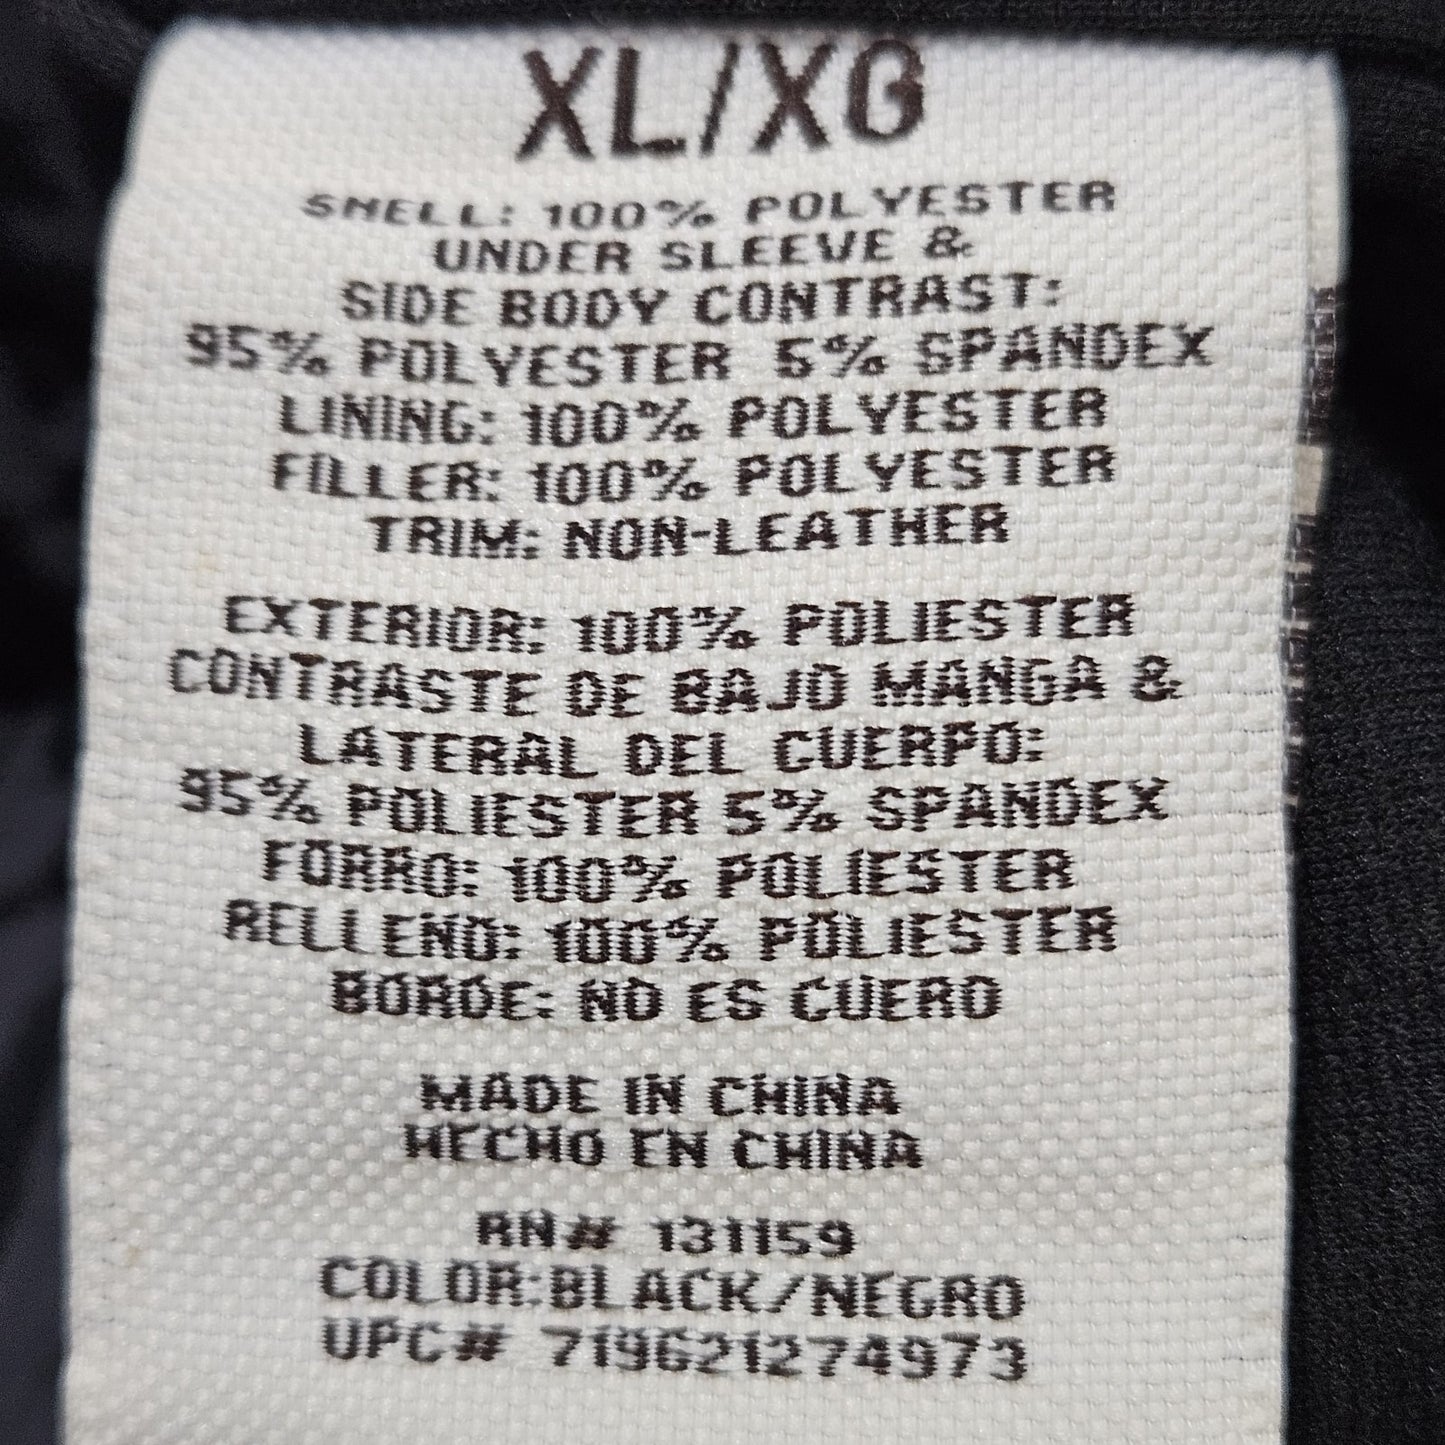 XL/XG
SHELL: 100% POLYESTER
UNDER SLEEVE &
SIDE BODY CONTRAST:
95% POLYESTER 5% SPANDEX
LINING: 100% POLYESTER
FILLER: 100% POLYESTER
TRIM: NON-LEATHER
EXTERIOR: 100% POLIESTER
CONTRASTE DE BAJO MANGA &
LATERAL DEL CUERPO:
95% POLIESTER 5% SPANDEX
FORRO: 100% POLIESTER
RELLENO: 100% POLIESTER
BORDE: NO ES CUERO
MADE IN CHINA
HECHO EN CHINA
RN# 131159
COLOR:BLACK/NEGRO
UPC# 719621274973